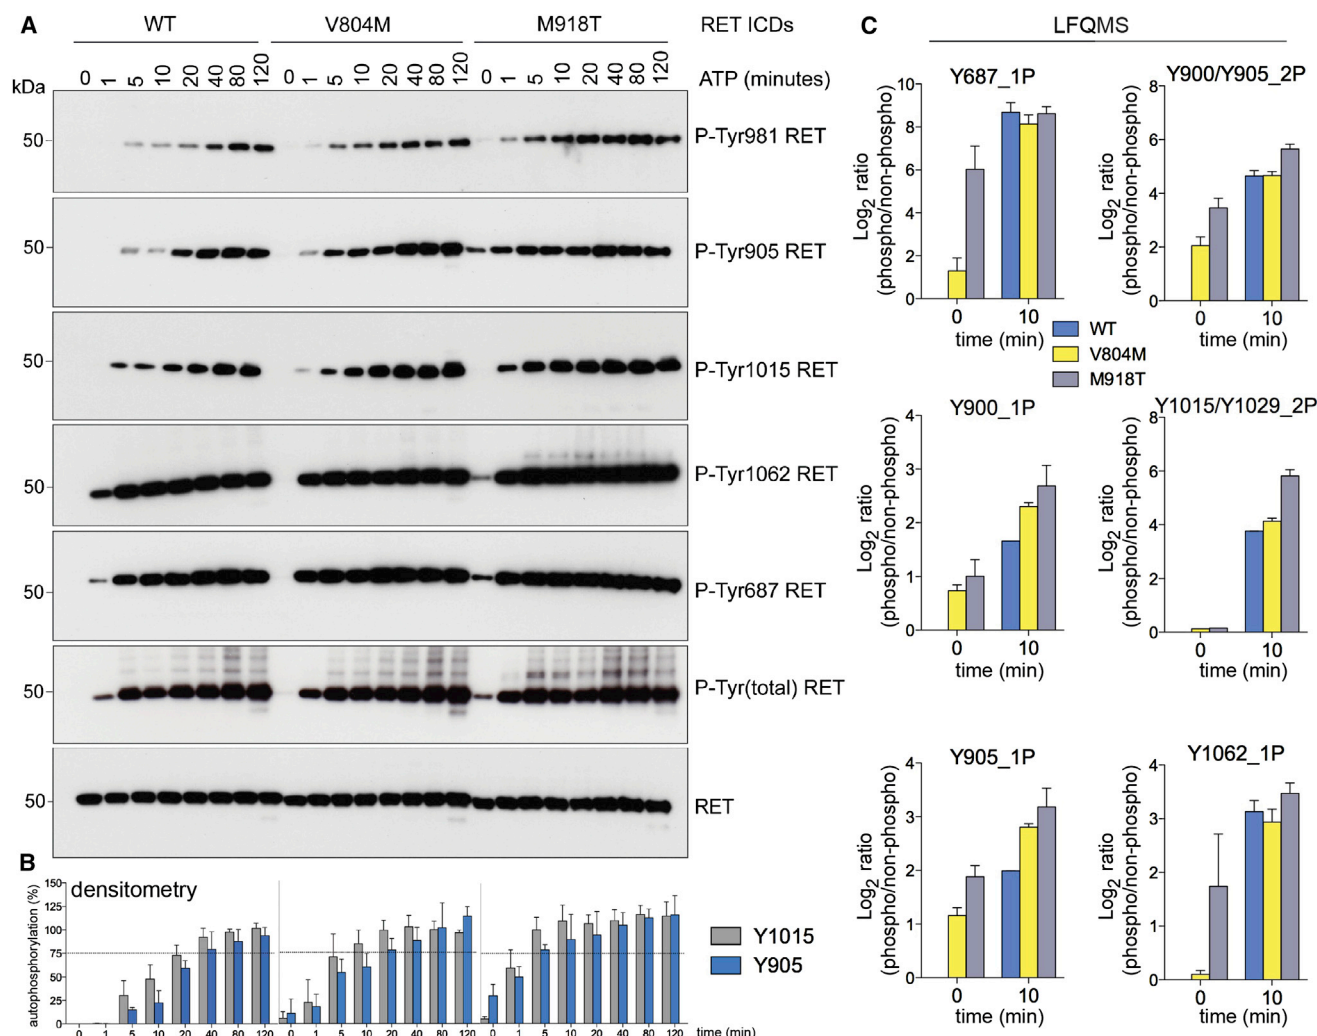 A
WT
V804M
M918T
RET ICDs
kDa
0 1 5 10 20 40 80 120
0 1 5 10 20 40 80 120
0 1 5 10 20 40 80 120
ATP (minutes)
50
P-Tyr981 RET
50
P-Tyr905 RET
50
P-Tyr1015 RET
50
P-Tyr1062 RET
50
P-Tyr687 RET
50
P-Tyr(total) RET
50
RET
B
densitometry
autophosphorylation (%)
150
125
100
75
50
25
0
0 1 5 10 20 40 80 120
0 1 5 10 20 40 80 120
0 1 5 10 20 40 80 120
time (min)
Y1015
Y905
C
LFQMS
Y687_1P
Log2 ratio
(phospho/non-phospho)
10
8
6
4
2
0
0 10
time (min)
Y900/Y905_2P
Log2 ratio
(phospho/non-phospho)
8
6
4
2
0
0 10
time (min)
WT
V804M
M918T
Y900_1P
Log2 ratio
(phospho/non-phospho)
4
3
2
1
0
0 10
time (min)
Y1015/Y1029_2P
Log2 ratio
(phospho/non-phospho)
8
6
4
2
0
0 10
time (min)
Y905_1P
Log2 ratio
(phospho/non-phospho)
4
3
2
1
0
0 10
time (min)
Y1062_1P
Log2 ratio
(phospho/non-phospho)
4
3
2
1
0
0 10
time (min)